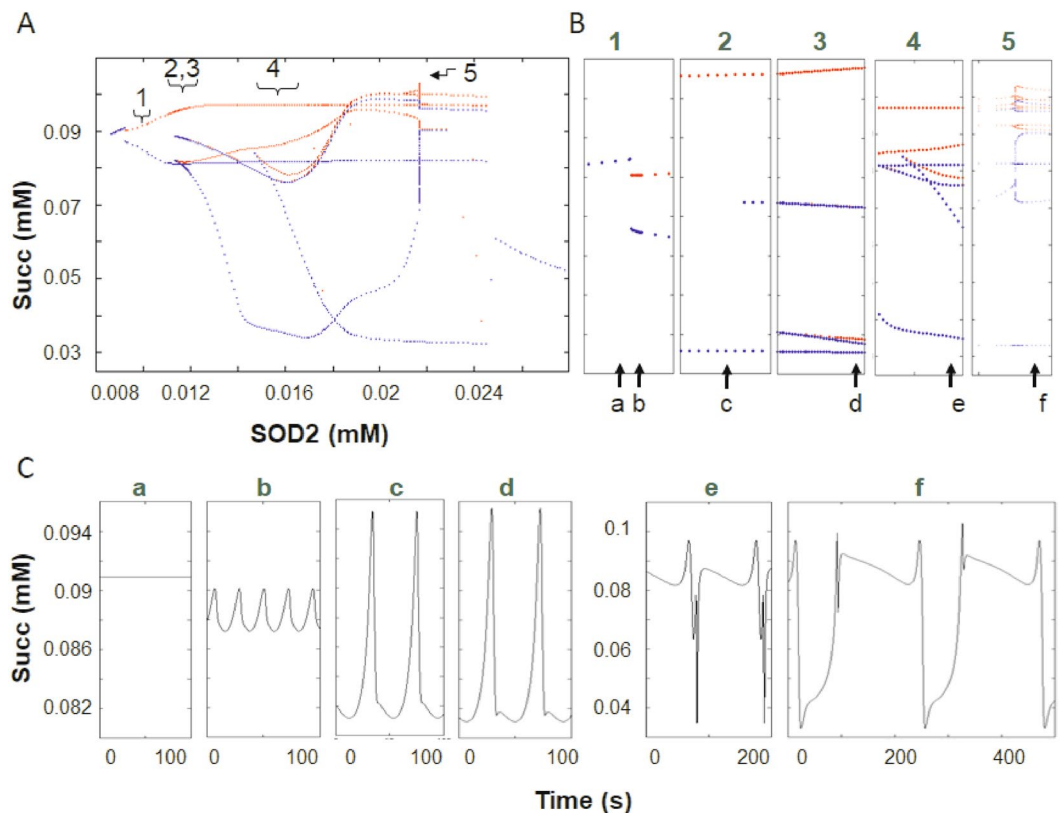 A
1
2,3
4
5
0.09
0.07
0.05
0.03
Succ (mM)
0.008 0.012 0.016 0.02 0.024
SOD2 (mM)
B
1 2 3 4 5
a b c d e f
C
a b c d e f
0.094
0.09
0.086
0.082
Succ (mM)
0.1
0.08
0.06
0.04
0 100 0 100 0 100 0 100 0 200 0 200 400
Time (s)